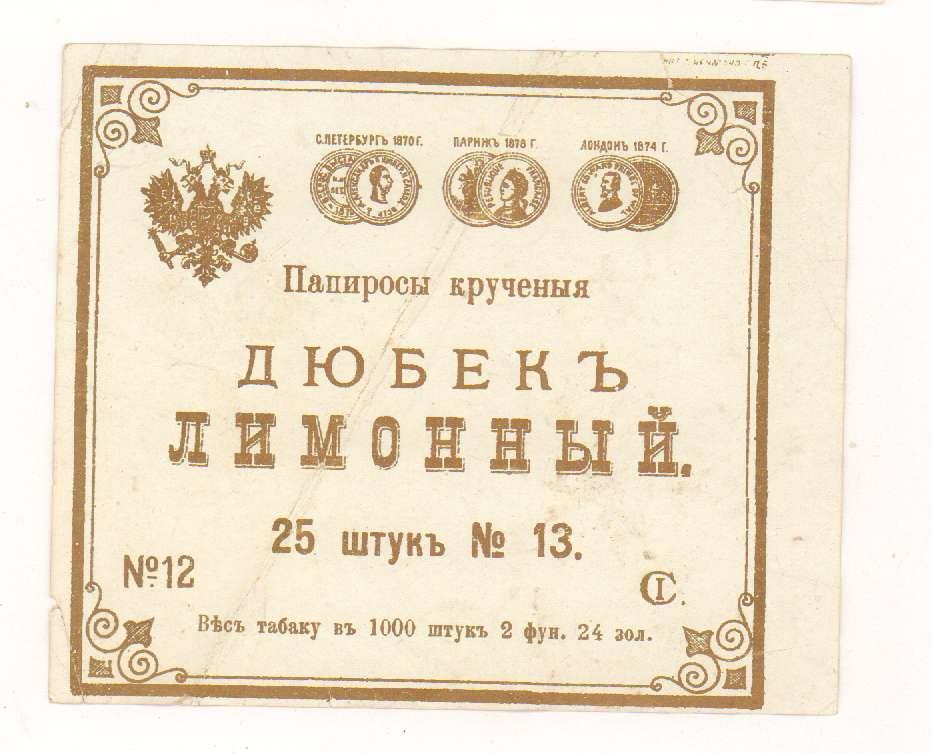 С.ПЕТЕРБУРГЪ 1870 Г. ПАРИЖЪ 1878 Г. ЛОНДОНЪ 1874 Г.
Папиросы крученыя
ДЮБЕКЪ
ЛИМОННЫЙ.
25 штукъ № 13.
№12
СІ.
Вѣсъ табаку въ 1000 штукъ 2 фун. 24 зол.